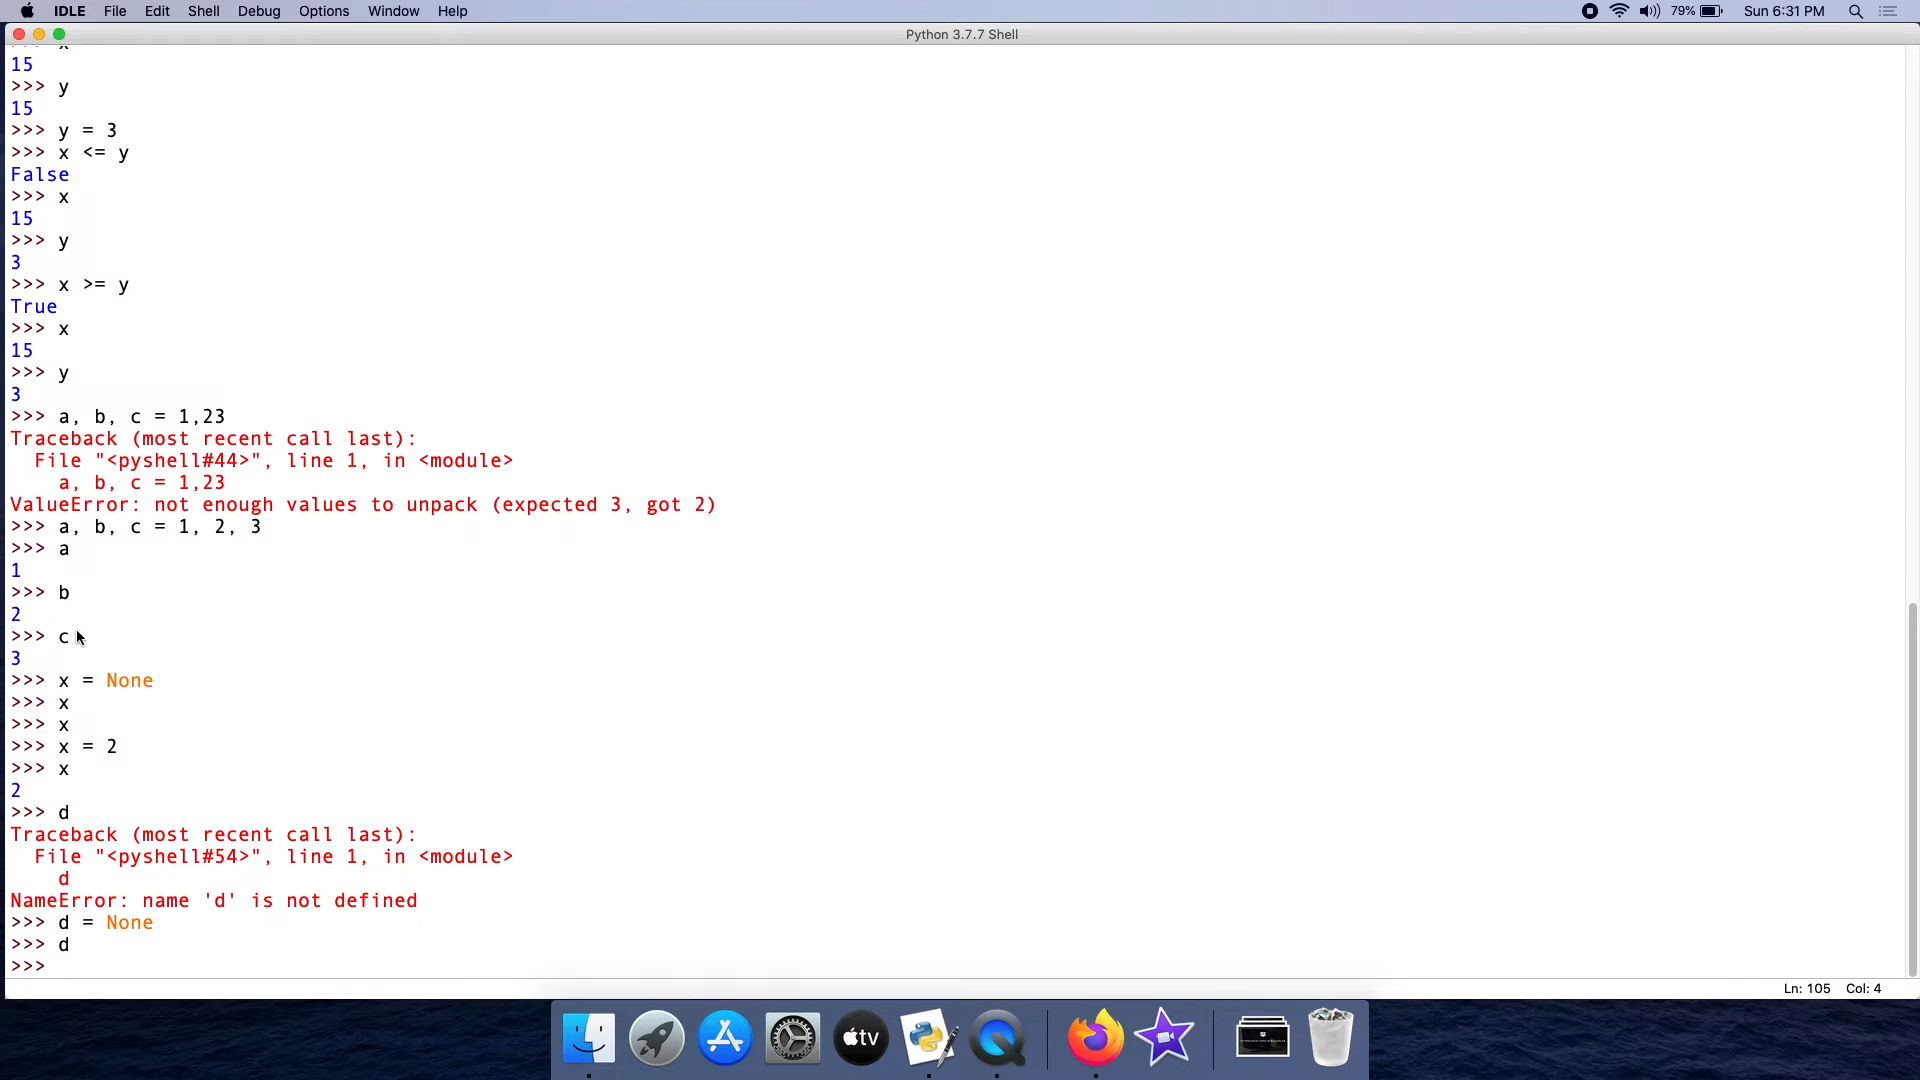 IDLE File Edit Shell Debug Options Window Help 79% Sun 6:31 PM
Python 3.7.7 Shell
15
>>> y
15
>>> y = 3
>>> x <= y
False
>>> x
15
>>> y
3
>>> x >= y
True
>>> x
15
>>> y
3
>>> a, b, c = 1,23
Traceback (most recent call last):
  File "<pyshell#44>", line 1, in <module>
    a, b, c = 1,23
ValueError: not enough values to unpack (expected 3, got 2)
>>> a, b, c = 1, 2, 3
>>> a
1
>>> b
2
>>> c
3
>>> x = None
>>> x
>>> x
>>> x = 2
>>> x
2
>>> d
Traceback (most recent call last):
  File "<pyshell#54>", line 1, in <module>
    d
NameError: name 'd' is not defined
>>> d = None
>>> d
>>>
Ln: 105 Col: 4
tv